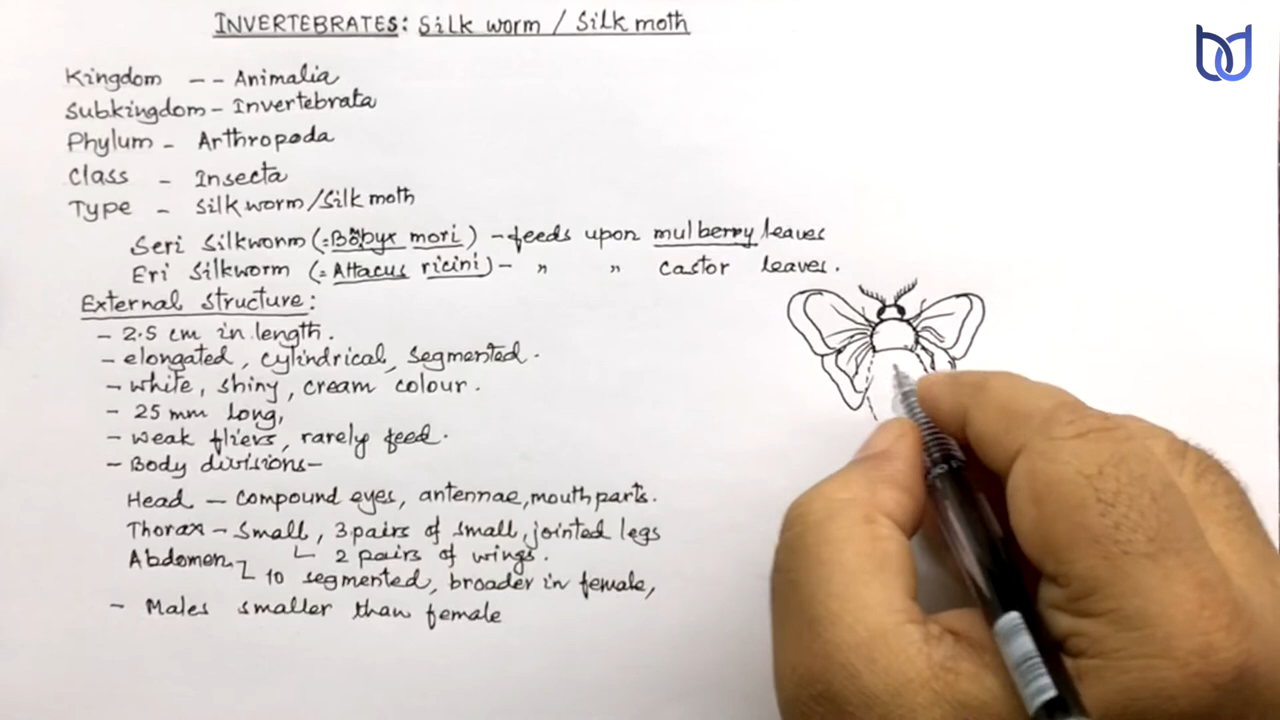 INVERTEBRATES: Silk worm / Silk moth
Kingdom -- Animalia
Subkingdom - Invertebrata
Phylum - Arthropoda
Class - Insecta
Type - Silk worm/Silk moth
Seri Silkworm (=Bombyx mori) - feeds upon mulberry leaves
Eri Silkworm (=Attacus ricini) - " " castor leaves.
External structure:
- 2.5 cm in length.
- elongated, cylindrical, segmented.
- white, shiny, cream colour.
- 25 mm long,
- weak fliers, rarely feed.
- Body divisions-
Head - compound eyes, antennae, mouth parts.
Thorax - small, 3 pairs of small, jointed legs
2 pairs of wings.
Abdomen
10 segmented, broader in female,
- Males smaller than female